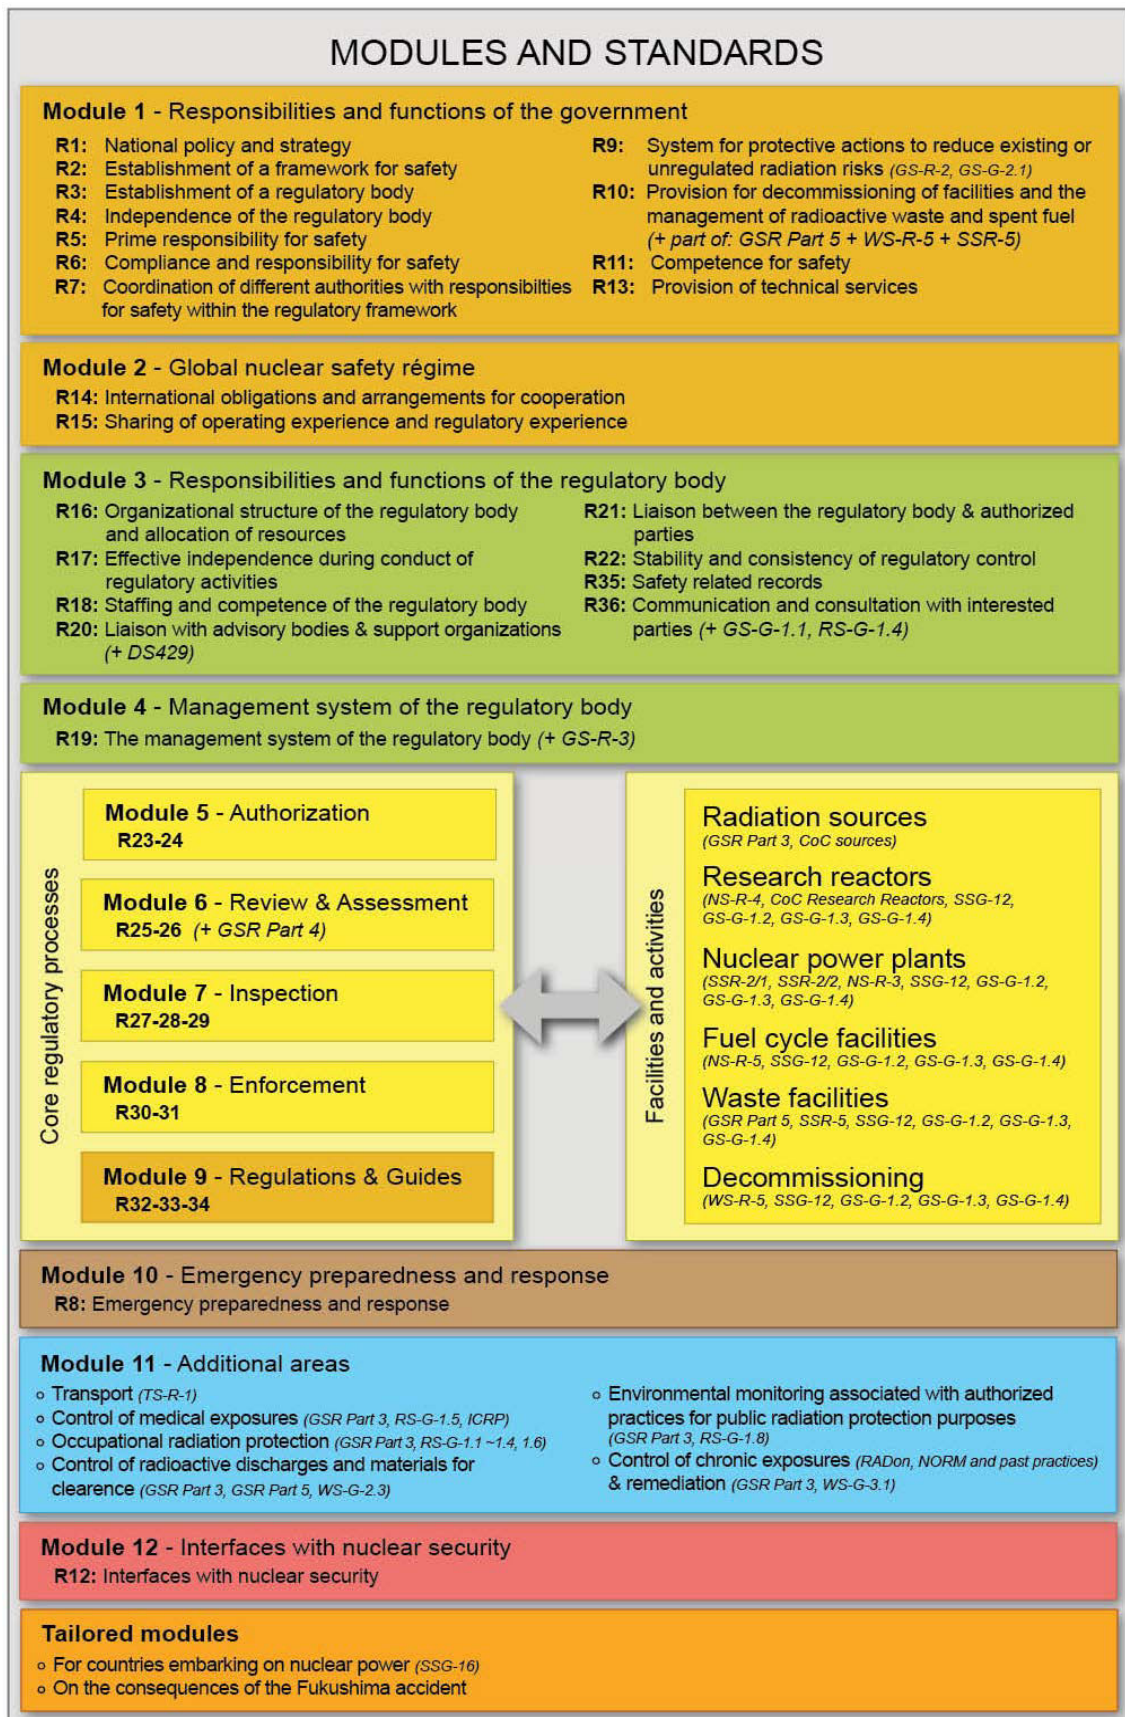 MODULES AND STANDARDS
Module 1 - Responsibilities and functions of the government
R1: National policy and strategy
R2: Establishment of a framework for safety
R3: Establishment of a regulatory body
R4: Independence of the regulatory body
R5: Prime responsibility for safety
R6: Compliance and responsibility for safety
R7: Coordination of different authorities with responsibilties
for safety within the regulatory framework
R9: System for protective actions to reduce existing or
unregulated radiation risks (GS-R-2, GS-G-2.1)
R10: Provision for decommissioning of facilities and the
management of radioactive waste and spent fuel
(+ part of: GSR Part 5 + WS-R-5 + SSR-5)
R11: Competence for safety
R13: Provision of technical services
Module 2 - Global nuclear safety régime
R14: International obligations and arrangements for cooperation
R15: Sharing of operating experience and regulatory experience
Module 3 - Responsibilities and functions of the regulatory body
R16: Organizational structure of the regulatory body
and allocation of resources
R17: Effective independence during conduct of
regulatory activities
R18: Staffing and competence of the regulatory body
R20: Liaison with advisory bodies & support organizations
(+ DS429)
R21: Liaison between the regulatory body & authorized
parties
R22: Stability and consistency of regulatory control
R35: Safety related records
R36: Communication and consultation with interested
parties (+ GS-G-1.1, RS-G-1.4)
Module 4 - Management system of the regulatory body
R19: The management system of the regulatory body (+ GS-R-3)
Core regulatory processes
Module 5 - Authorization
R23-24
Module 6 - Review & Assessment
R25-26 (+ GSR Part 4)
Module 7 - Inspection
R27-28-29
Module 8 - Enforcement
R30-31
Module 9 - Regulations & Guides
R32-33-34
Facilities and activities
Radiation sources
(GSR Part 3, CoC sources)
Research reactors
(NS-R-4, CoC Research Reactors, SSG-12,
GS-G-1.2, GS-G-1.3, GS-G-1.4)
Nuclear power plants
(SSR-2/1, SSR-2/2, NS-R-3, SSG-12, GS-G-1.2,
GS-G-1.3, GS-G-1.4)
Fuel cycle facilities
(NS-R-5, SSG-12, GS-G-1.2, GS-G-1.3, GS-G-1.4)
Waste facilities
(GSR Part 5, SSR-5, SSG-12, GS-G-1.2, GS-G-1.3,
GS-G-1.4)
Decommissioning
(WS-R-5, SSG-12, GS-G-1.2, GS-G-1.3, GS-G-1.4)
Module 10 - Emergency preparedness and response
R8: Emergency preparedness and response
Module 11 - Additional areas
Transport (TS-R-1)
Control of medical exposures (GSR Part 3, RS-G-1.5, ICRP)
Occupational radiation protection (GSR Part 3, RS-G-1.1 ~1.4, 1.6)
Control of radioactive discharges and materials for
clearence (GSR Part 3, GSR Part 5, WS-G-2.3)
Environmental monitoring associated with authorized
practices for public radiation protection purposes
(GSR Part 3, RS-G-1.8)
Control of chronic exposures (RADon, NORM and past practices)
& remediation (GSR Part 3, WS-G-3.1)
Module 12 - Interfaces with nuclear security
R12: Interfaces with nuclear security
Tailored modules
For countries embarking on nuclear power (SSG-16)
On the consequences of the Fukushima accident